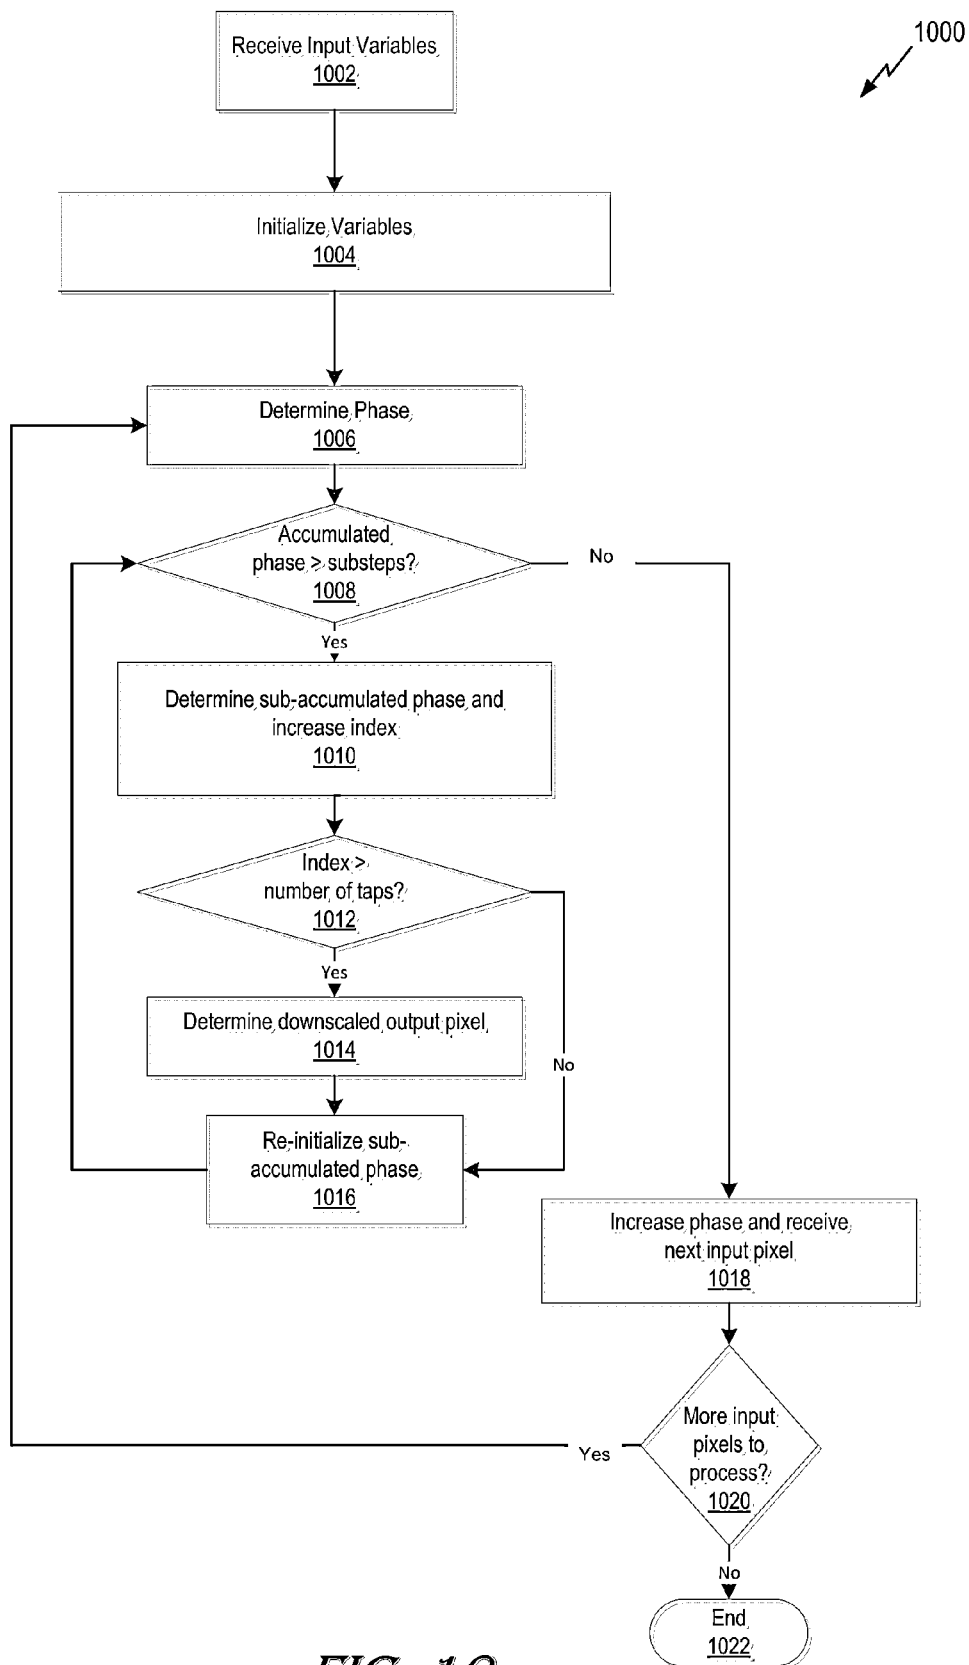 1000
Receive Input Variables
1002
Initialize Variables
1004
Determine Phase
1006
Accumulated
phase > substeps?
1008
No
Yes
Determine sub-accumulated phase and
increase index
1010
Index >
number of taps?
1012
Yes
Determine downscaled output pixel
1014
No
Re-initialize sub-
accumulated phase
1016
Increase phase and receive
next input pixel
1018
More input
pixels to
process?
1020
Yes
No
End
1022
FIG. 10